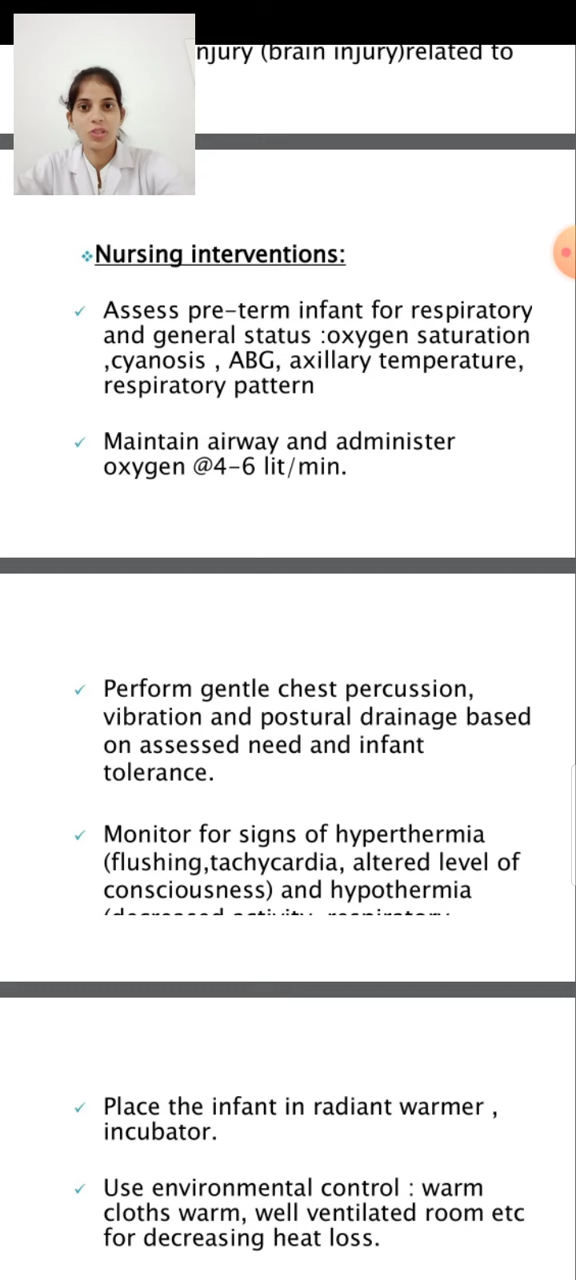 njury (brain injury)related to
Nursing interventions:
Assess pre-term infant for respiratory
and general status :oxygen saturation
,cyanosis , ABG, axillary temperature,
respiratory pattern
Maintain airway and administer
oxygen @4-6 lit/min.
Perform gentle chest percussion,
vibration and postural drainage based
on assessed need and infant
tolerance.
Monitor for signs of hyperthermia
(flushing,tachycardia, altered level of
consciousness) and hypothermia
(decreased activity, respiratory
Place the infant in radiant warmer ,
incubator.
Use environmental control : warm
cloths warm, well ventilated room etc
for decreasing heat loss.